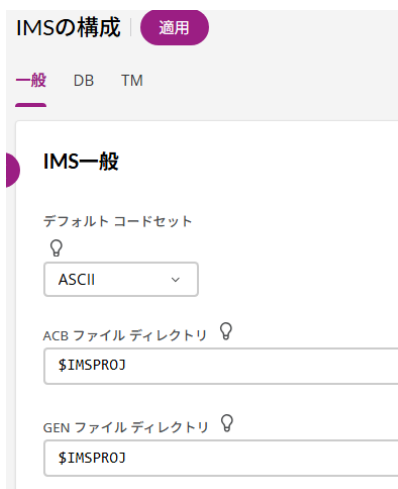 IMSの構成 適用
一般 DB TM
IMS一般
デフォルト コードセット
ASCII
ACB ファイル ディレクトリ
$IMSPROJ
GEN ファイル ディレクトリ
$IMSPROJ